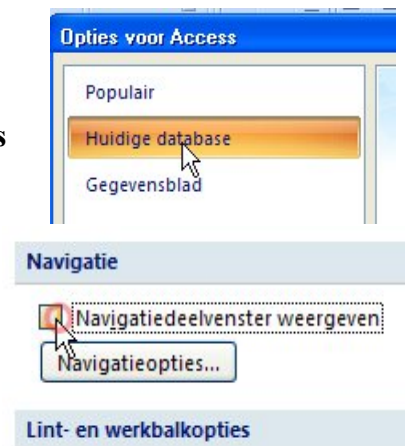 Opties voor Access
Populair
s
Huidige database
Gegevensblad
Navigatie
Navigatiedeelvenster weergeven
Navigatieopties...
Lint- en werkbalkopties